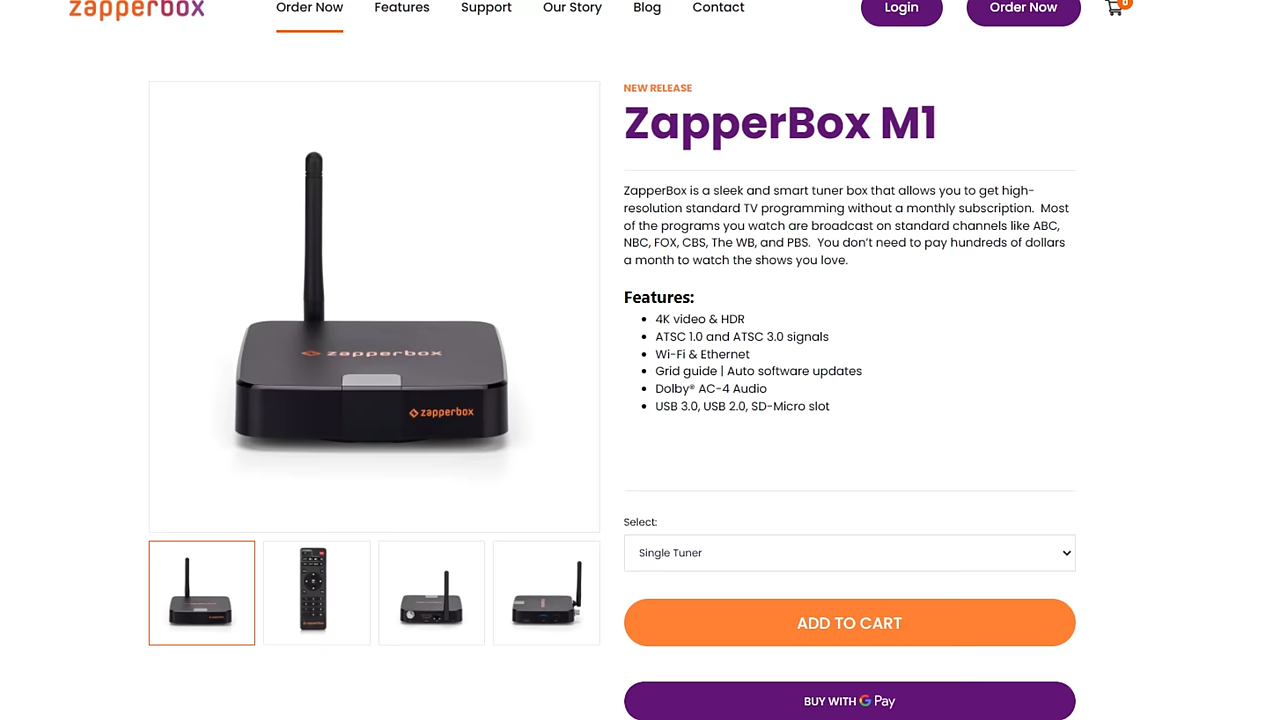 zapperbox
Order Now
Features
Support
Our Story
Blog
Contact
Login
Order Now
0
NEW RELEASE
ZapperBox M1
ZapperBox is a sleek and smart tuner box that allows you to get high-
resolution standard TV programming without a monthly subscription.  Most
of the programs you watch are broadcast on standard channels like ABC,
NBC, FOX, CBS, The WB, and PBS.  You don't need to pay hundreds of dollars
a month to watch the shows you love.
Features:
4K video & HDR
ATSC 1.0 and ATSC 3.0 signals
Wi-Fi & Ethernet
Grid guide | Auto software updates
Dolby® AC-4 Audio
USB 3.0, USB 2.0, SD-Micro slot
zapperbox
zapperbox
Select:
Single Tuner
ADD TO CART
BUY WITH G Pay